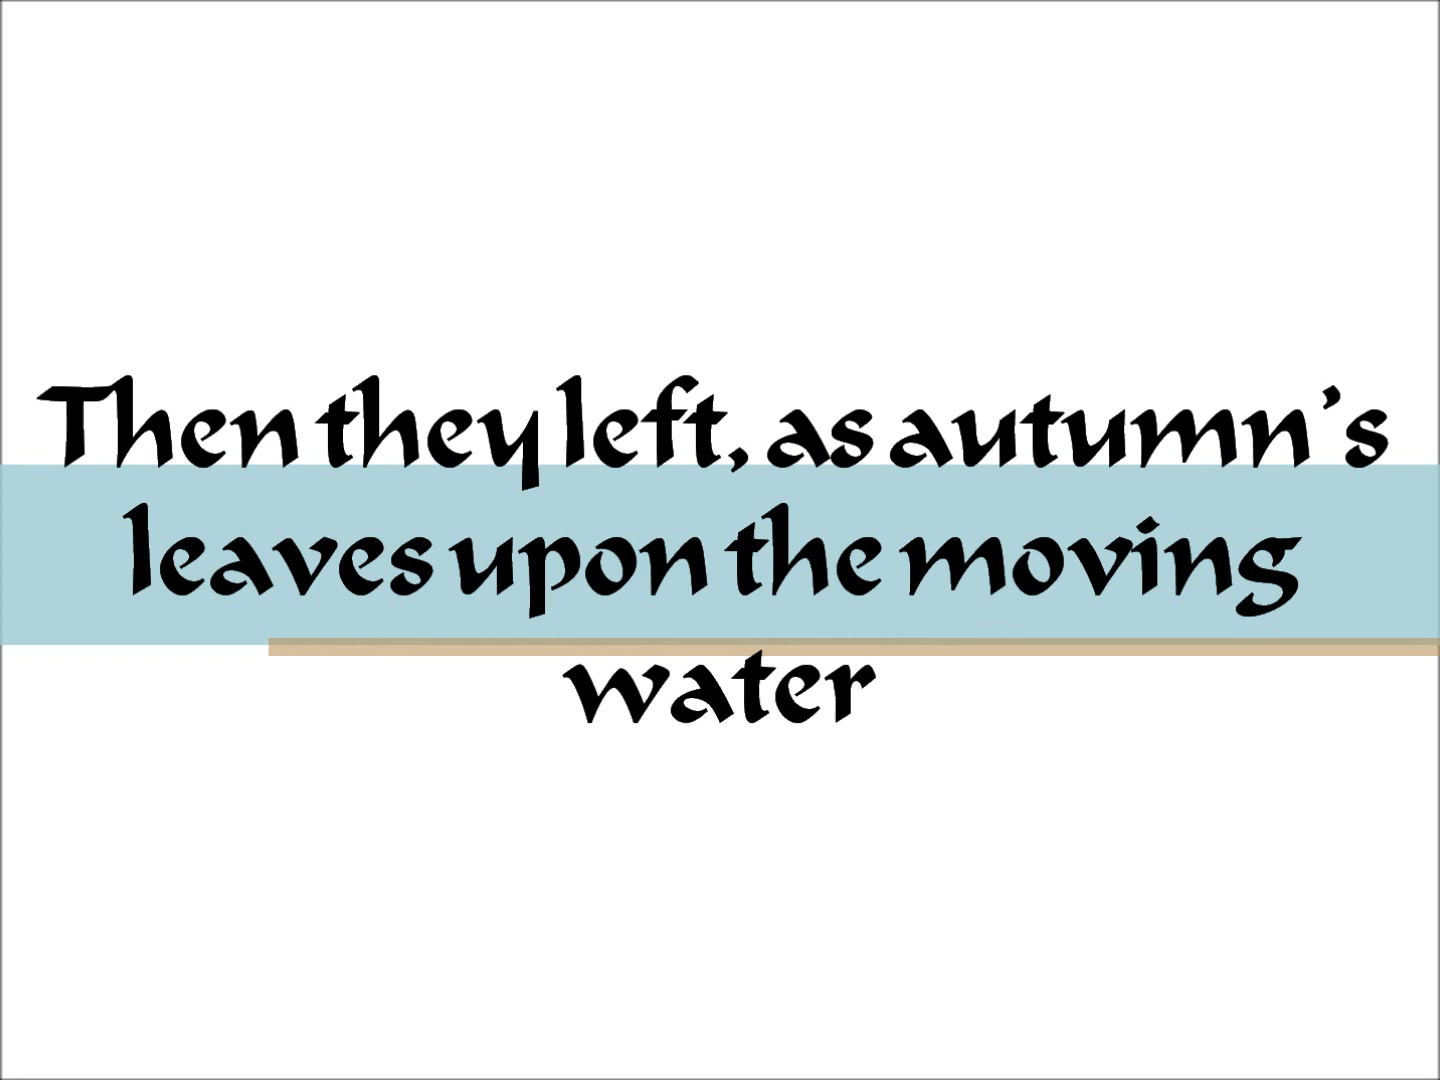 Then they left, as autumn's
leaves upon the moving
water